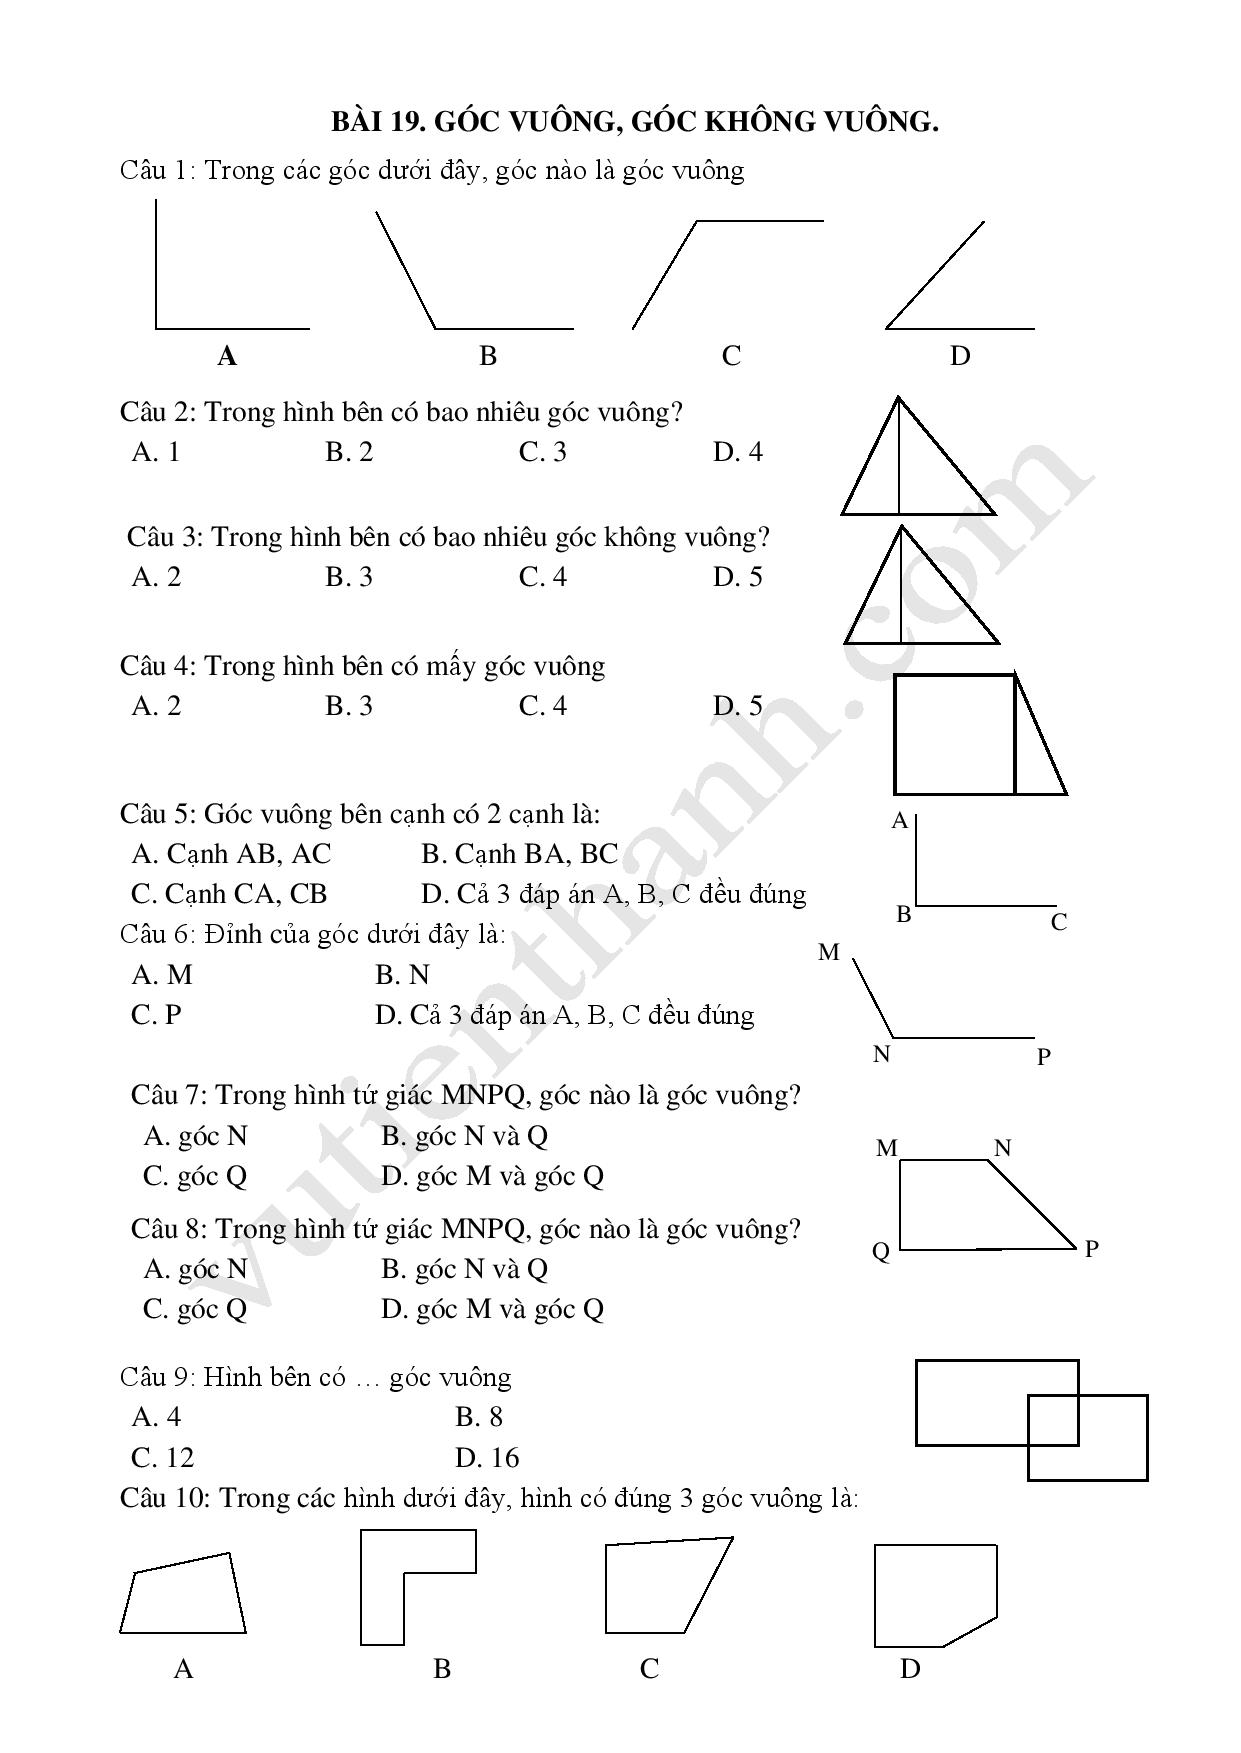 BÀI 19. GÓC VUÔNG, GÓC KHÔNG VUÔNG.
Câu 1: Trong các góc dưới đây, góc nào là góc vuông
A B C D
Câu 2: Trong hình bên có bao nhiêu góc vuông?
A. 1 B. 2 C. 3 D. 4
Câu 3: Trong hình bên có bao nhiêu góc không vuông?
A. 2 B. 3 C. 4 D. 5
Câu 4: Trong hình bên có mấy góc vuông
A. 2 B. 3 C. 4 D. 5
Câu 5: Góc vuông bên cạnh có 2 cạnh là:
A. Cạnh AB, AC B. Cạnh BA, BC
C. Cạnh CA, CB D. Cả 3 đáp án A, B, C đều đúng
A
B
C
Câu 6: Đỉnh của góc dưới đây là:
A. M B. N
C. P D. Cả 3 đáp án A, B, C đều đúng
M
N P
Câu 7: Trong hình tứ giác MNPQ, góc nào là góc vuông?
A. góc N B. góc N và Q
C. góc Q D. góc M và góc Q
M N
Q P
Câu 8: Trong hình tứ giác MNPQ, góc nào là góc vuông?
A. góc N B. góc N và Q
C. góc Q D. góc M và góc Q
Câu 9: Hình bên có … góc vuông
A. 4 B. 8
C. 12 D. 16
Câu 10: Trong các hình dưới đây, hình có đúng 3 góc vuông là:
A B C D
vutienthanh.com